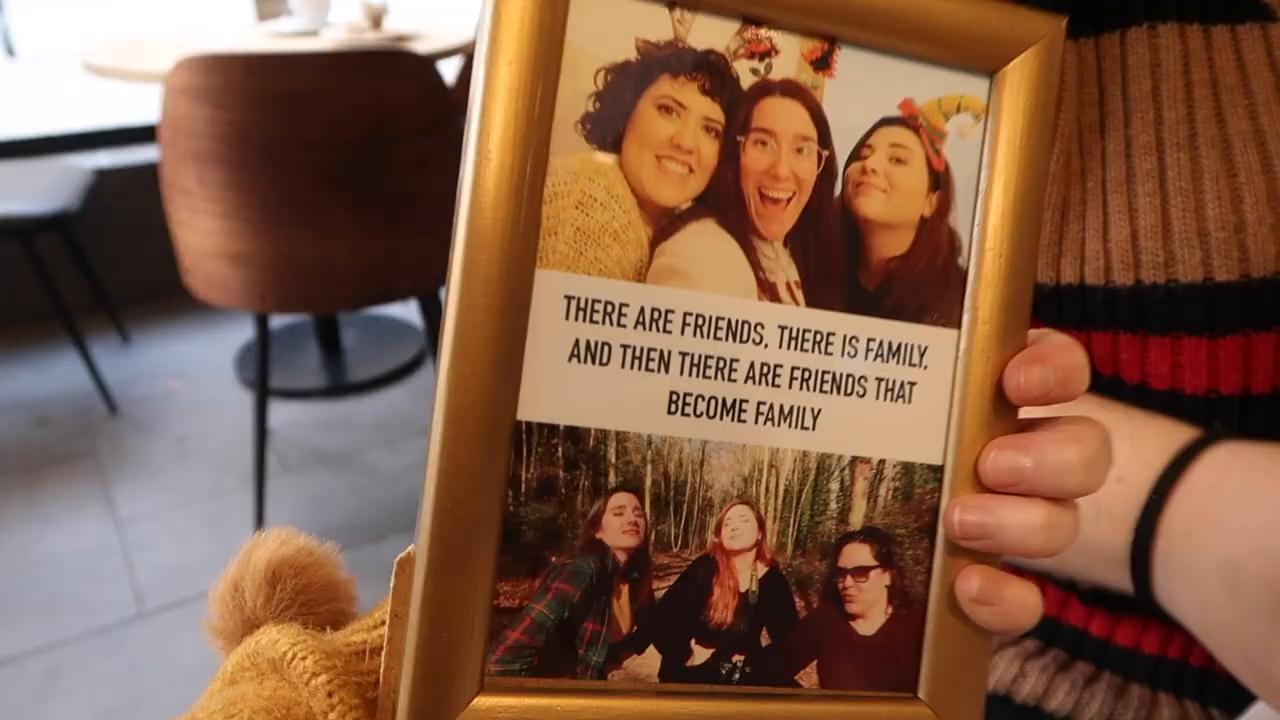 THERE ARE FRIENDS, THERE IS FAMILY,
AND THEN THERE ARE FRIENDS THAT
BECOME FAMILY